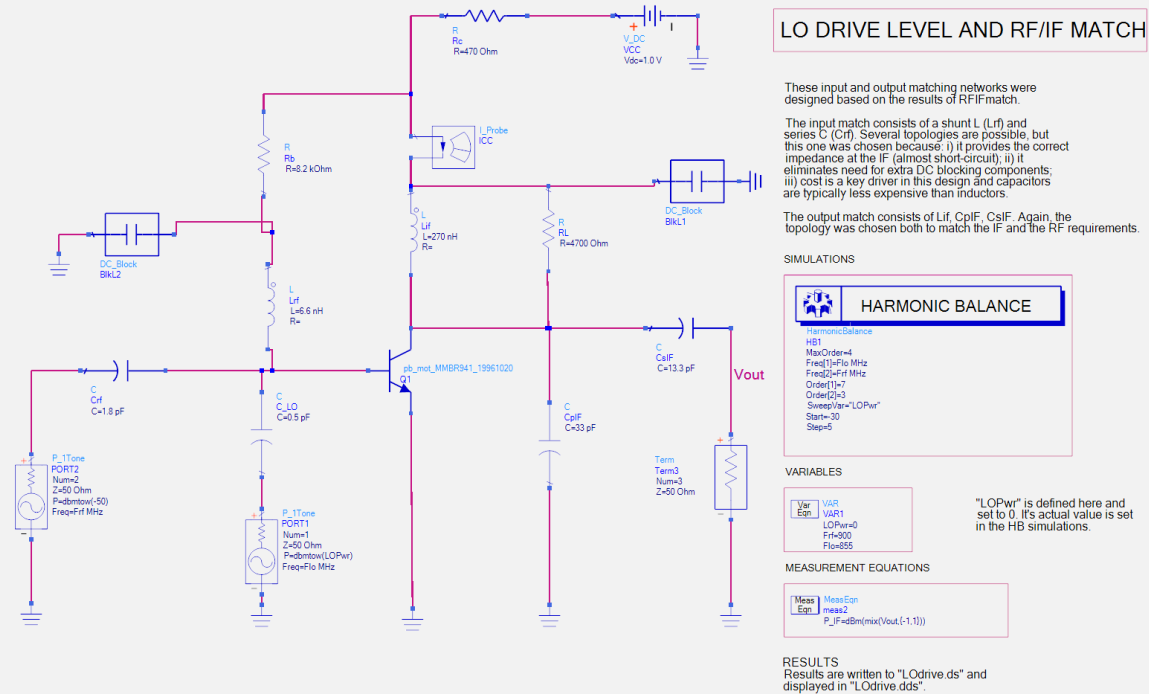 R
Rc
R=470 Ohm
V_DC
VCC
Vdc=1.0 V
R
Rb
R=8.2 kOhm
I_Probe
ICC
DC_Block
BlkL2
L
Lif
L=270 nH
R=
R
RL
R=4700 Ohm
DC_Block
BlkL1
L
Lrf
L=6.6 nH
R=
pb_mot_MMBR941_19961020
Q1
C
Crf
C=1.8 pF
C
C_LO
C=0.5 pF
C
CsIF
C=13.3 pF
Vout
C
CpIF
C=33 pF
P_1Tone
PORT2
Num=2
Z=50 Ohm
P=dbmtow(-50)
Freq=Frf MHz
P_1Tone
PORT1
Num=1
Z=50 Ohm
P=dbmtow(LOPwr)
Freq=Flo MHz
Term
Term3
Num=3
Z=50 Ohm
LO DRIVE LEVEL AND RF/IF MATCH
These input and output matching networks were
designed based on the results of RFIFmatch.
The input match consists of a shunt L (Lrf) and
series C (Crf). Several topologies are possible, but
this one was chosen because: i) it provides the correct
impedance at the IF (almost short-circuit); ii) it
eliminates need for extra DC blocking components;
iii) cost is a key driver in this design and capacitors
are typically less expensive than inductors.
The output match consists of Lif, CpIF, CsIF. Again, the
topology was chosen both to match the IF and the RF requirements.
SIMULATIONS
HARMONIC BALANCE
HarmonicBalance
HB1
MaxOrder=4
Freq[1]=Flo MHz
Freq[2]=Frf MHz
Order[1]=7
Order[2]=3
SweepVar="LOPwr"
Start=-30
Step=5
VARIABLES
Var
Eqn
VAR
VAR1
LOPwr=0
Frf=900
Flo=855
"LOPwr" is defined here and
set to 0. It's actual value is set
in the HB simulations.
MEASUREMENT EQUATIONS
Meas
Eqn
MeasEqn
meas2
P_IF=dBm(mix(Vout,{-1,1}))
RESULTS
Results are written to "LOdrive.ds" and
displayed in "LOdrive.dds".